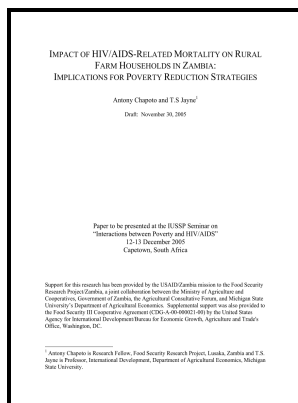 IMPACT OF HIV/AIDS-RELATED MORTALITY ON RURAL
FARM HOUSEHOLDS IN ZAMBIA:
IMPLICATIONS FOR POVERTY REDUCTION STRATEGIES
Antony Chapoto and T.S Jayne¹
Draft: November 30, 2005
Paper to be presented at the IUSSP Seminar on
"Interactions between Poverty and HIV/AIDS"
12-13 December 2005
Capetown, South Africa
Support for this research has been provided by the USAID/Zambia mission to the Food Security
Research Project/Zambia, a joint collaboration between the Ministry of Agriculture and
Cooperatives, Government of Zambia, the Agricultural Consultative Forum, and Michigan State
University's Department of Agricultural Economics. Supplemental support was also provided to
the Food Security III Cooperative Agreement (CDG-A-00-000021-00) by the United States
Agency for International Development/Bureau for Economic Growth, Agriculture and Trade's
Office, Washington, DC.
¹ Antony Chapoto is Research Fellow, Food Security Research Project, Lusaka, Zambia and T.S.
Jayne is Professor, International Development, Department of Agricultural Economics, Michigan
State University.